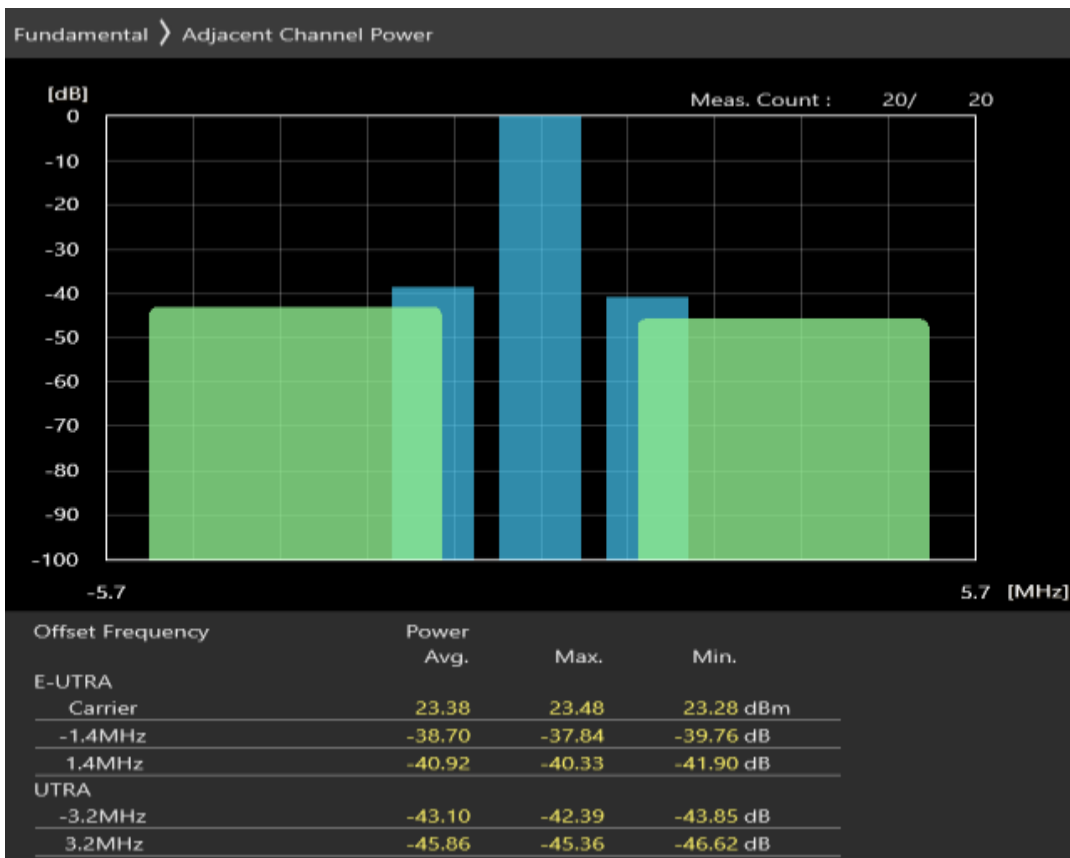 Fundamental 〉 Adjacent Channel Power
[dB]
Meas. Count : 20/ 20
0
-10
-20
-30
-40
-50
-60
-70
-80
-90
-100
-5.7 5.7 [MHz]
Offset Frequency Power
Avg. Max. Min.
E-UTRA
Carrier 23.38 23.48 23.28 dBm
-1.4MHz -38.70 -37.84 -39.76 dB
1.4MHz -40.92 -40.33 -41.90 dB
UTRA
-3.2MHz -43.10 -42.39 -43.85 dB
3.2MHz -45.86 -45.36 -46.62 dB